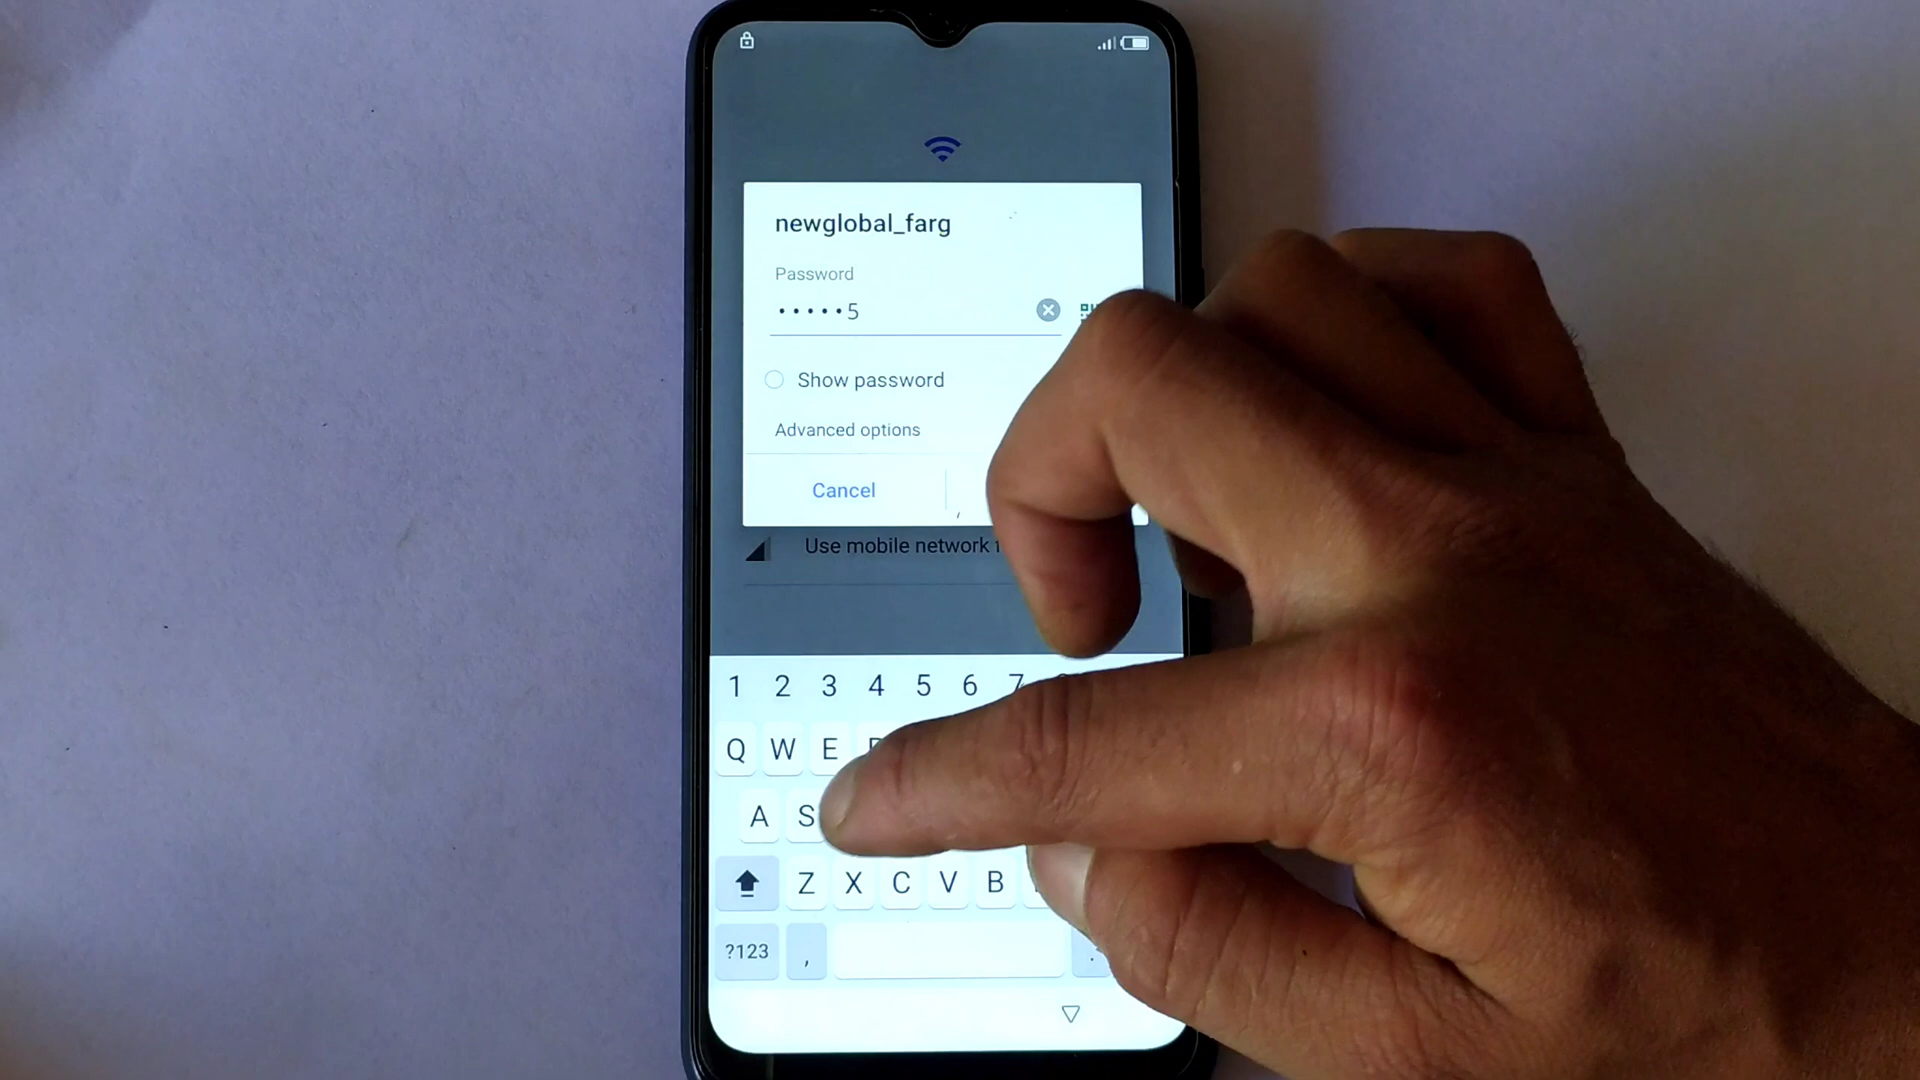 newglobal_farg
Password
•••••5
Show password
Advanced options
Cancel
Use mobile network
1 2 3 4 5 6 7
Q W E
A S
Z X C V B
?123 , .